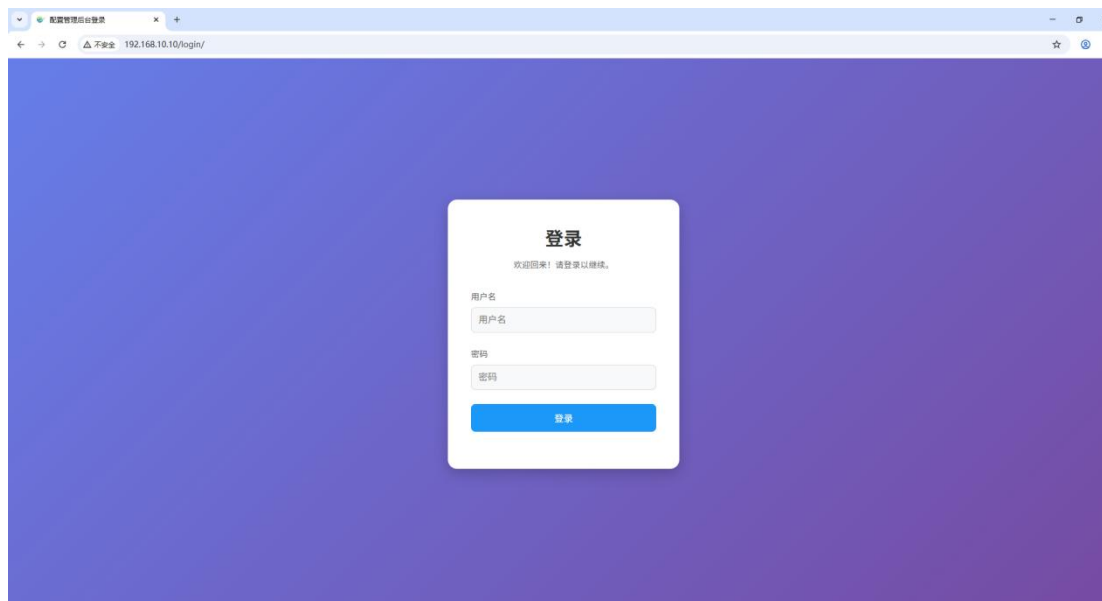 配置管理后台登录
不安全 192.168.10.10/login/
登录
欢迎回来！请登录以继续。
用户名
用户名
密码
密码
登录